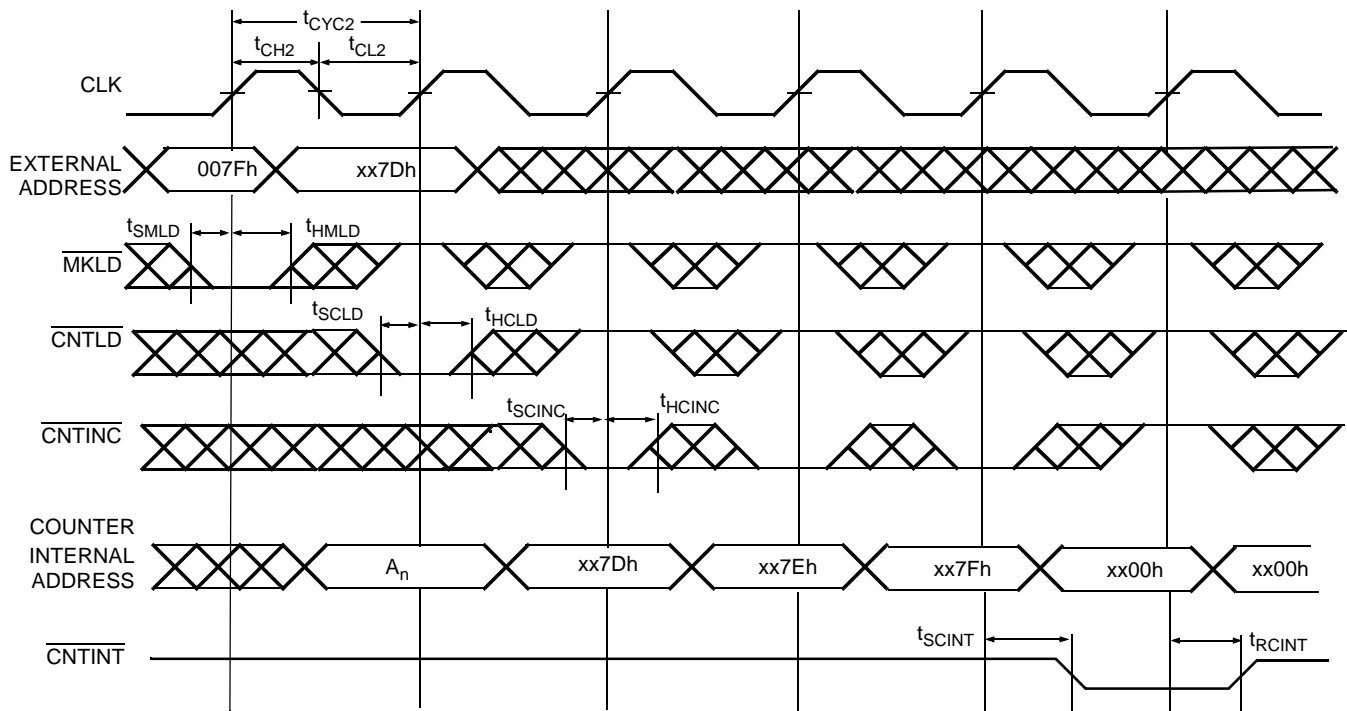 tCYC2
tCH2
tCL2
CLK
EXTERNAL
ADDRESS
007Fh
xx7Dh
tSMLD
tHMLD
MKLD
tSCLD
tHCLD
CNTLD
tSCINC
tHCINC
CNTINC
COUNTER
INTERNAL
ADDRESS
An
xx7Dh
xx7Eh
xx7Fh
xx00h
xx00h
tSCINT
tRCINT
CNTINT